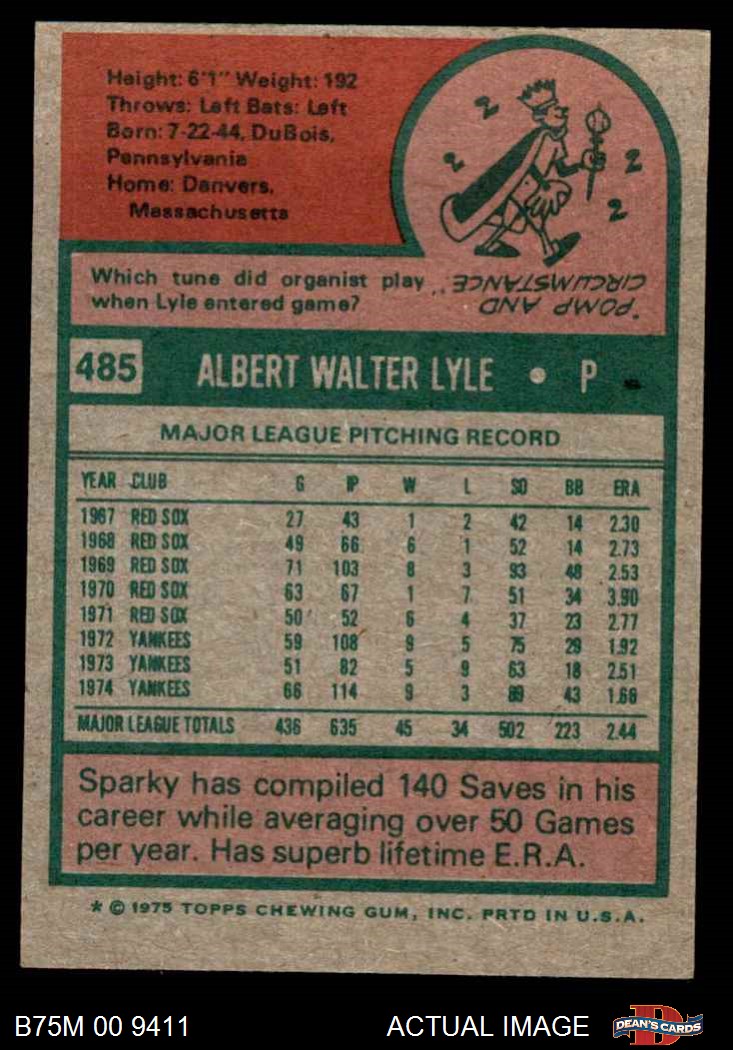 Height: 6'1" Weight: 192
Throws: Left Bats: Left
Born: 7-22-44, DuBois,
Pennsylvania
Home: Danvers,
Massachusetts
2 2 2 2
Which tune did organist play
when Lyle entered game?
"POMP AND
CIRCUMSTANCE"
485 ALBERT WALTER LYLE • P
MAJOR LEAGUE PITCHING RECORD
YEAR CLUB G IP W L SO BB ERA
1967 RED SOX 27 43 1 2 42 14 2.30
1968 RED SOX 49 66 6 1 52 14 2.73
1969 RED SOX 71 103 8 3 93 48 2.53
1970 RED SOX 63 67 1 7 51 34 3.90
1971 RED SOX 50 52 6 4 37 23 2.77
1972 YANKEES 59 108 9 5 75 29 1.92
1973 YANKEES 51 82 5 9 63 18 2.51
1974 YANKEES 66 114 9 3 89 43 1.68
MAJOR LEAGUE TOTALS 436 635 45 34 502 223 2.44
Sparky has compiled 140 Saves in his
career while averaging over 50 Games
per year. Has superb lifetime E.R.A.
* © 1975 TOPPS CHEWING GUM, INC. PRTD IN U.S.A.
B75M 00 9411 ACTUAL IMAGE DEAN'S CARDS